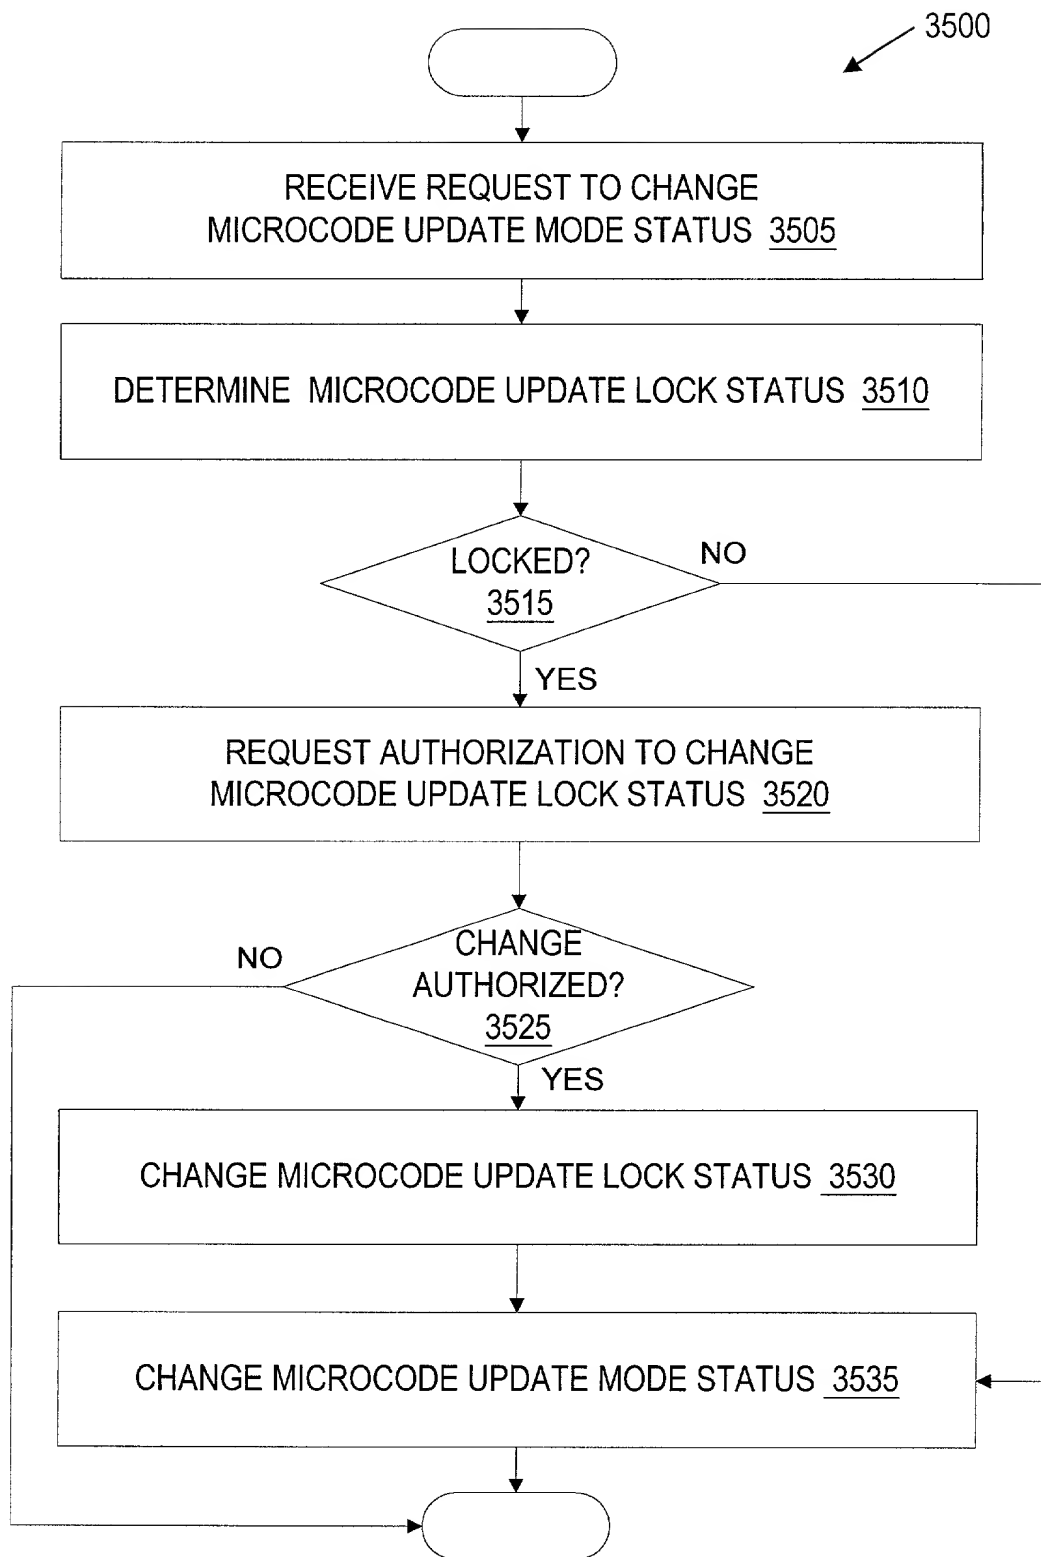 3500
RECEIVE REQUEST TO CHANGE
MICROCODE UPDATE MODE STATUS 3505
DETERMINE MICROCODE UPDATE LOCK STATUS 3510
LOCKED?
3515
NO
YES
REQUEST AUTHORIZATION TO CHANGE
MICROCODE UPDATE LOCK STATUS 3520
NO
CHANGE
AUTHORIZED?
3525
YES
CHANGE MICROCODE UPDATE LOCK STATUS 3530
CHANGE MICROCODE UPDATE MODE STATUS 3535